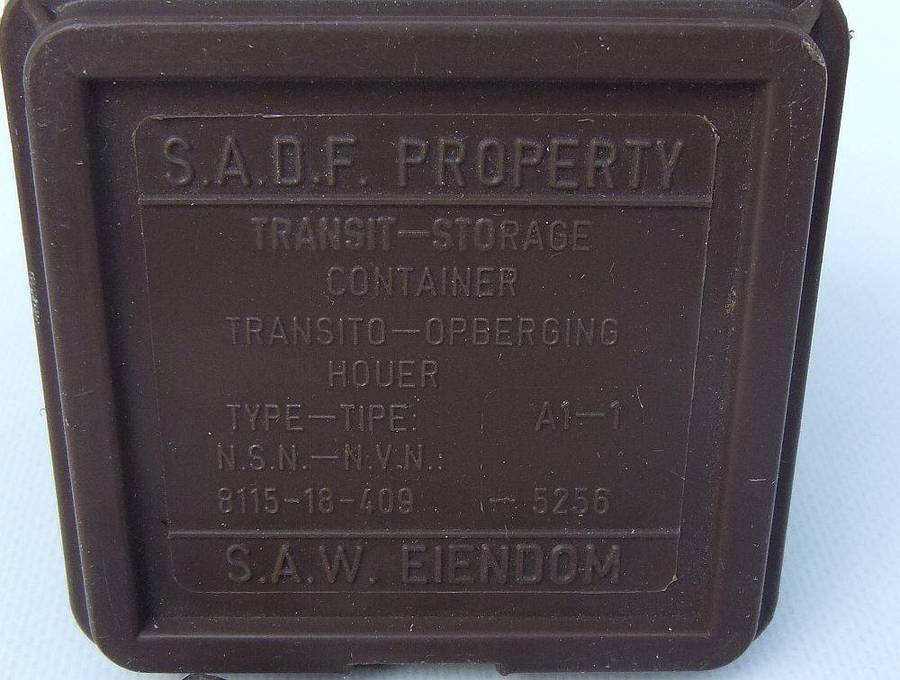 S.A.D.F. PROPERTY
TRANSIT—STORAGE
CONTAINER
TRANSITO—OPBERGING
HOUER
TYPE—TIPE: A1—1
N.S.N.—N.V.N.:
8115-18-409 — 5256
S.A.W. EIENDOM